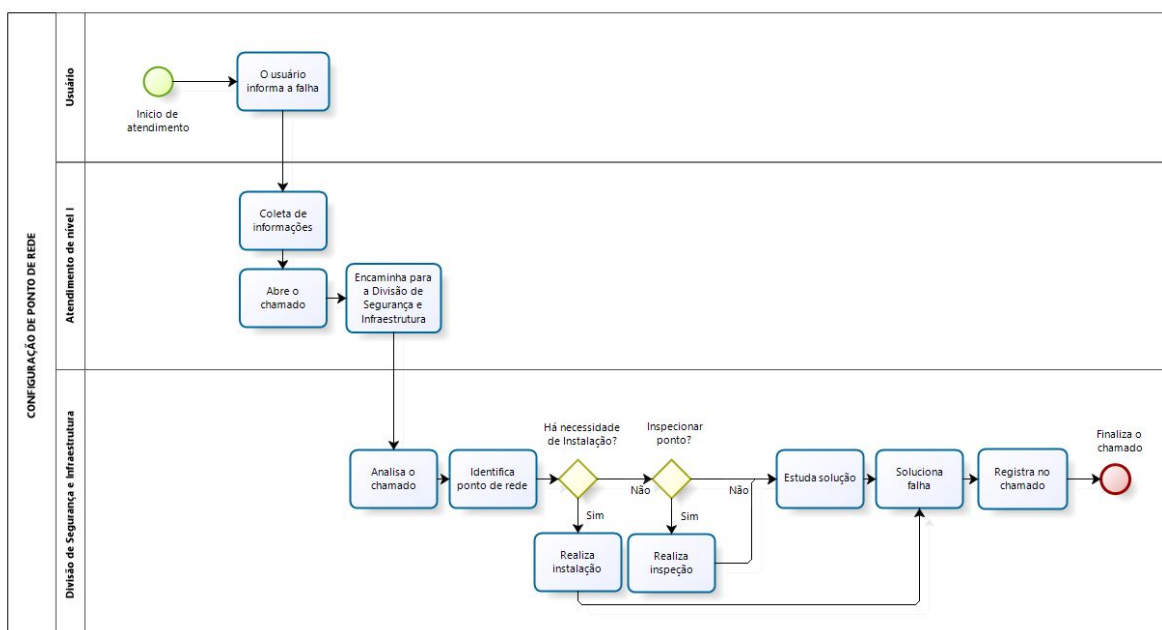 CONFIGURAÇÃO DE PONTO DE REDE
Usuário
Inicio de
atendimento
O usuário
informa a falha
Atendimento de nível I
Coleta de
informações
Abre o
chamado
Encaminha para
a Divisão de
Segurança e
Infraestrutura
Divisão de Segurança e Infraestrutura
Analisa o
chamado
Identifica
ponto de rede
Há necessidade
de Instalação?
Não
Sim
Realiza
instalação
Inspecionar
ponto?
Não
Sim
Realiza
inspeção
Estuda solução
Soluciona
falha
Registra no
chamado
Finaliza o
chamado